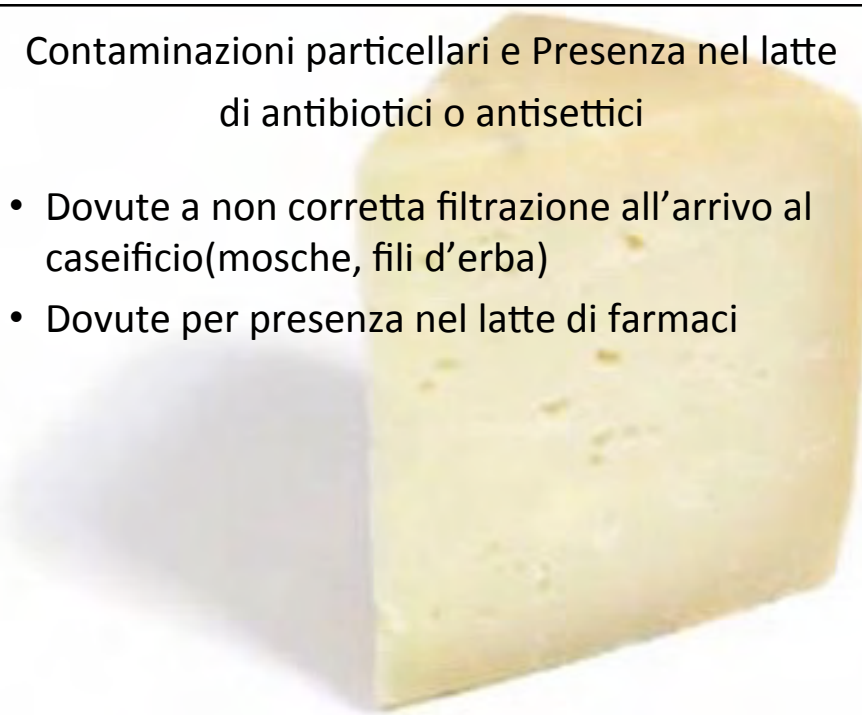 Contaminazioni particellari e Presenza nel latte
di antibiotici o antisettici
• Dovute a non corretta filtrazione all’arrivo al
caseificio(mosche, fili d’erba)
• Dovute per presenza nel latte di farmaci